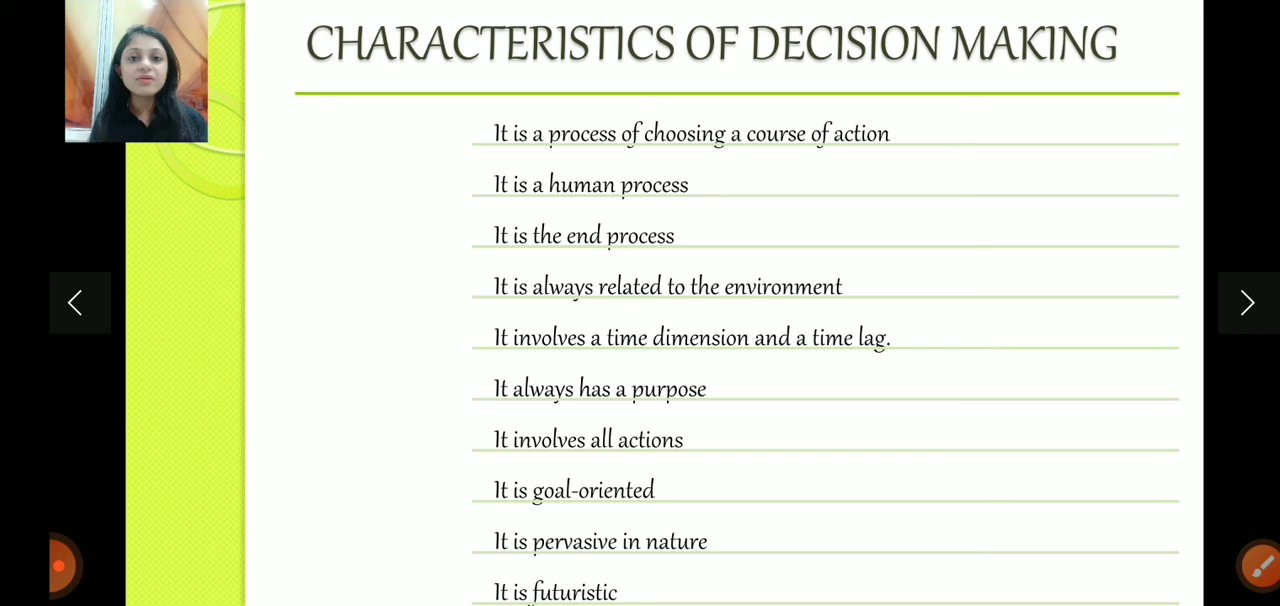 CHARACTERISTICS OF DECISION MAKING
It is a process of choosing a course of action
It is a human process
It is the end process
It is always related to the environment
It involves a time dimension and a time lag.
It always has a purpose
It involves all actions
It is goal-oriented
It is pervasive in nature
It is futuristic